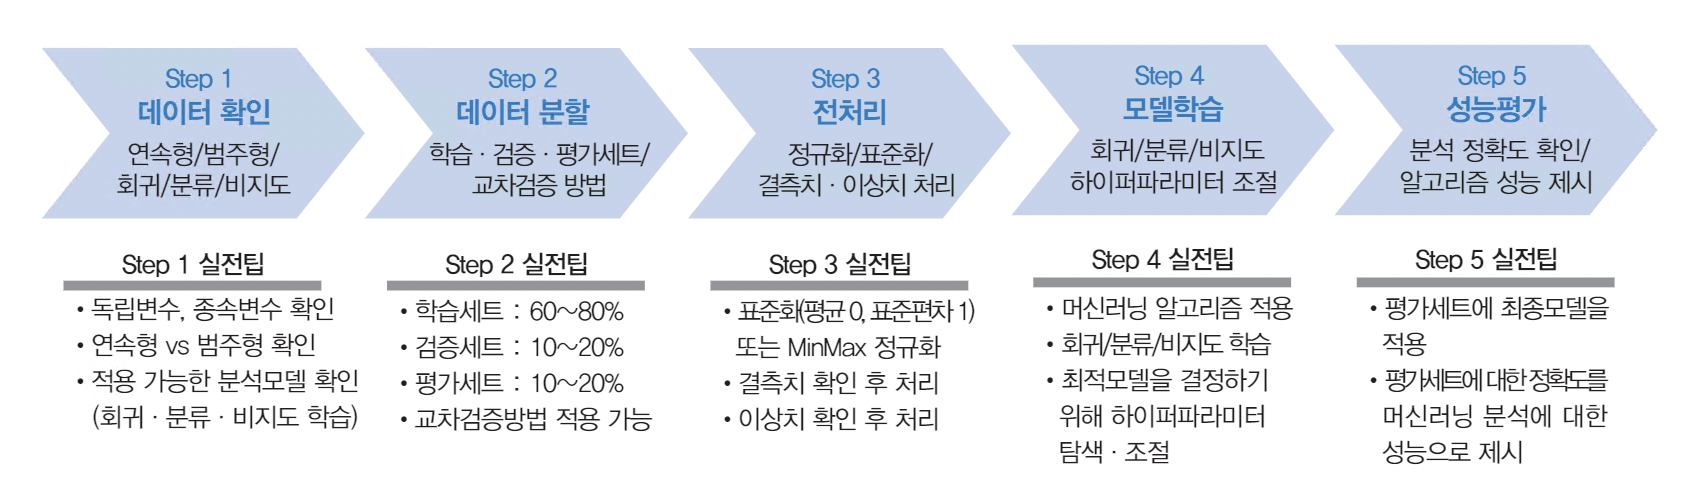 Step 1
데이터 확인
연속형/범주형/
회귀/분류/비지도
Step 2
데이터 분할
학습 · 검증 · 평가세트/
교차검증 방법
Step 3
전처리
정규화/표준화/
결측치 · 이상치 처리
Step 4
모델학습
회귀/분류/비지도
하이퍼파라미터 조절
Step 5
성능평가
분석 정확도 확인/
알고리즘 성능 제시
Step 1 실전팁
• 독립변수, 종속변수 확인
• 연속형 vs 범주형 확인
• 적용 가능한 분석모델 확인
(회귀 · 분류 · 비지도 학습)
Step 2 실전팁
• 학습세트 : 60~80%
• 검증세트 : 10~20%
• 평가세트 : 10~20%
• 교차검증방법 적용 가능
Step 3 실전팁
• 표준화(평균 0, 표준편차 1)
또는 MinMax 정규화
• 결측치 확인 후 처리
• 이상치 확인 후 처리
Step 4 실전팁
• 머신러닝 알고리즘 적용
• 회귀/분류/비지도 학습
• 최적모델을 결정하기
위해 하이퍼파라미터
탐색 · 조절
Step 5 실전팁
• 평가세트에 최종모델을
적용
• 평가세트에 대한 정확도를
머신러닝 분석에 대한
성능으로 제시